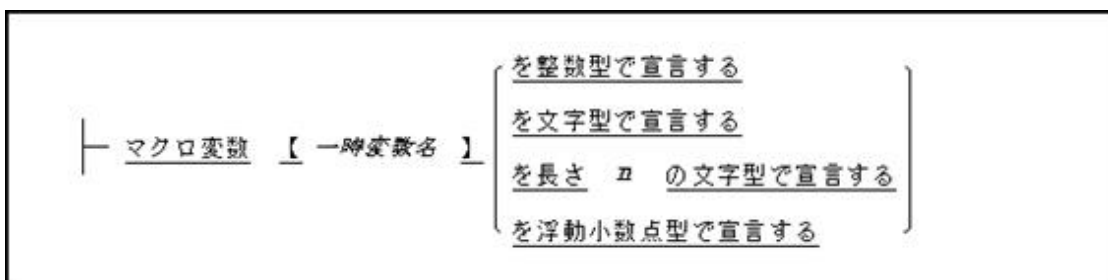 を整数型で宣言する
を文字型で宣言する
マクロ変数 【 一時変数名 】
を長さ n の文字型で宣言する
を浮動小数点型で宣言する